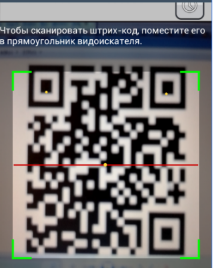 Чтобы сканировать штрих-код, поместите его
в прямоугольник видоискателя.